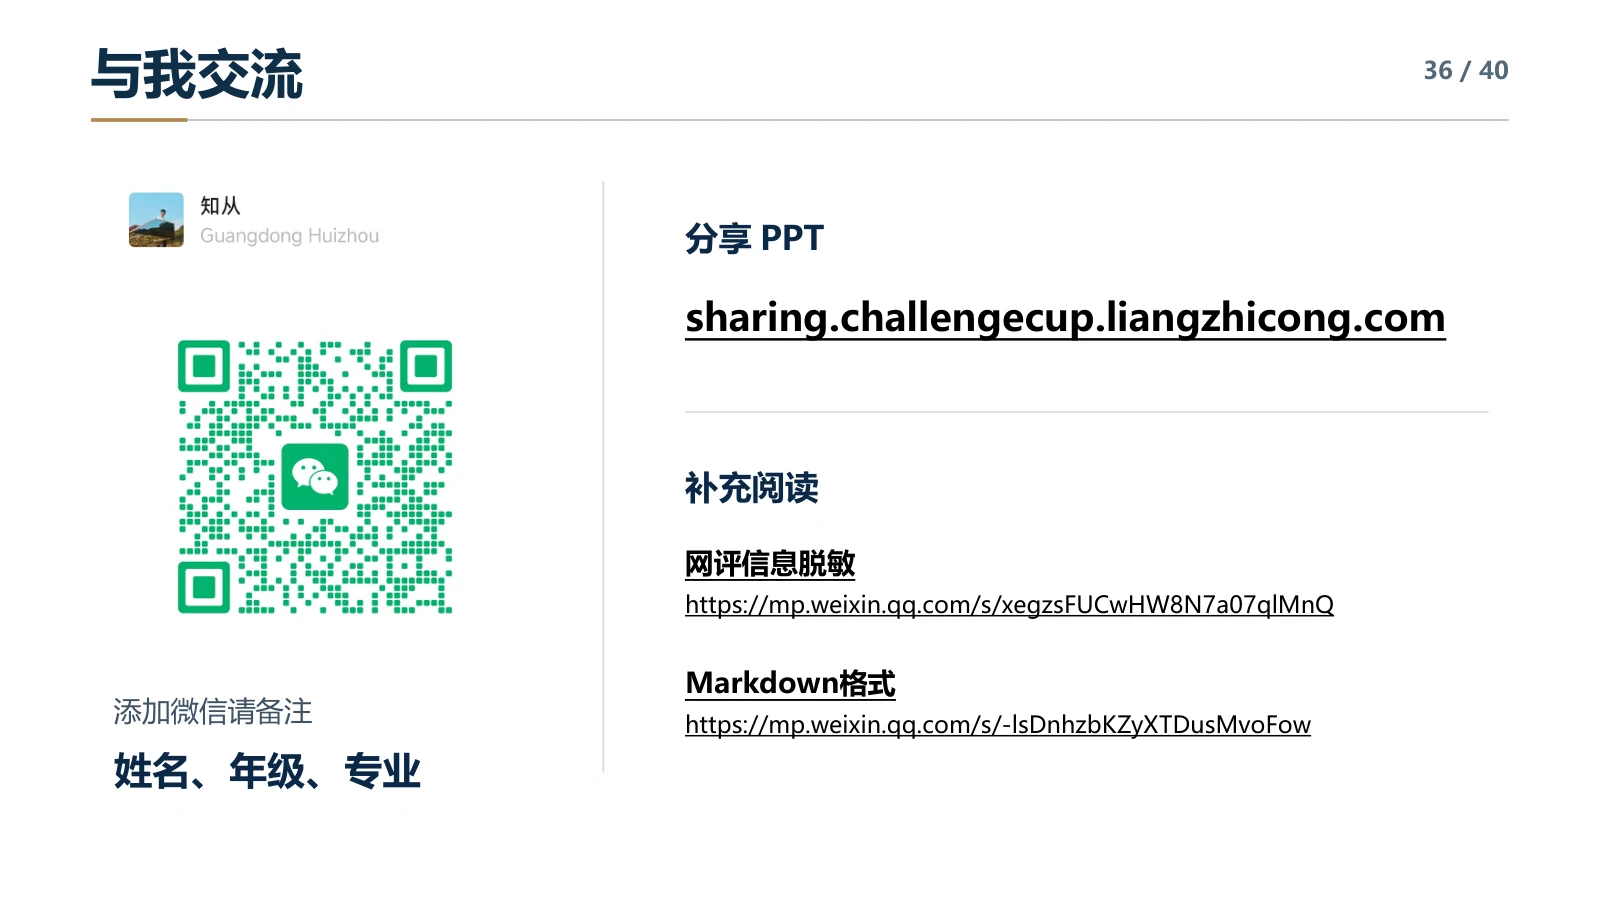 与我交流
36 / 40
知从
Guangdong Huizhou
添加微信请备注
姓名、年级、专业
分享 PPT
sharing.challengecup.liangzhicong.com
补充阅读
网评信息脱敏
https://mp.weixin.qq.com/s/xegzsFUCwHW8N7a07qlMnQ
Markdown格式
https://mp.weixin.qq.com/s/-lsDnhzbKZyXTDusMvoFow